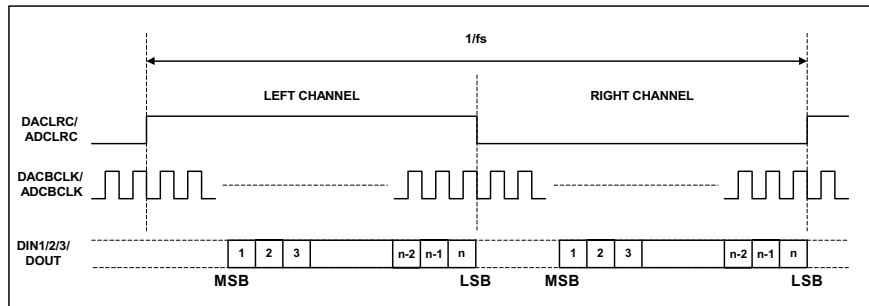 1/fs
LEFT CHANNEL
RIGHT CHANNEL
DACLRC/
ADCLRC
DACBCLK/
ADCBCLK
DIN1/2/3/
DOUT
1 2 3 n-2 n-1 n 1 2 3 n-2 n-1 n
MSB LSB MSB LSB